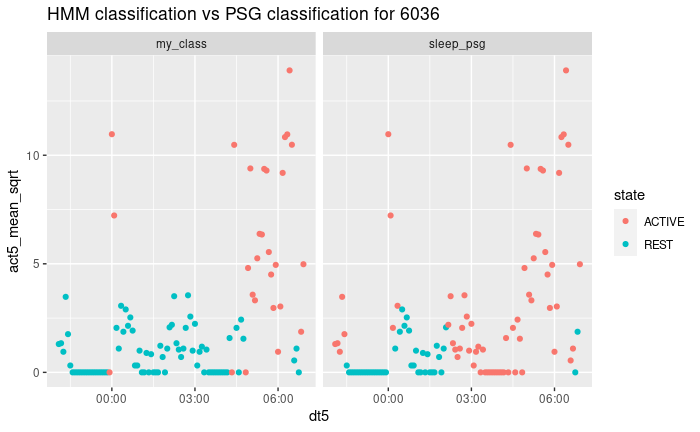 HMM classification vs PSG classification for 6036
my_class
sleep_psg
10
5
0
act5_mean_sqrt
00:00
03:00
06:00
00:00
03:00
06:00
dt5
state
ACTIVE
REST